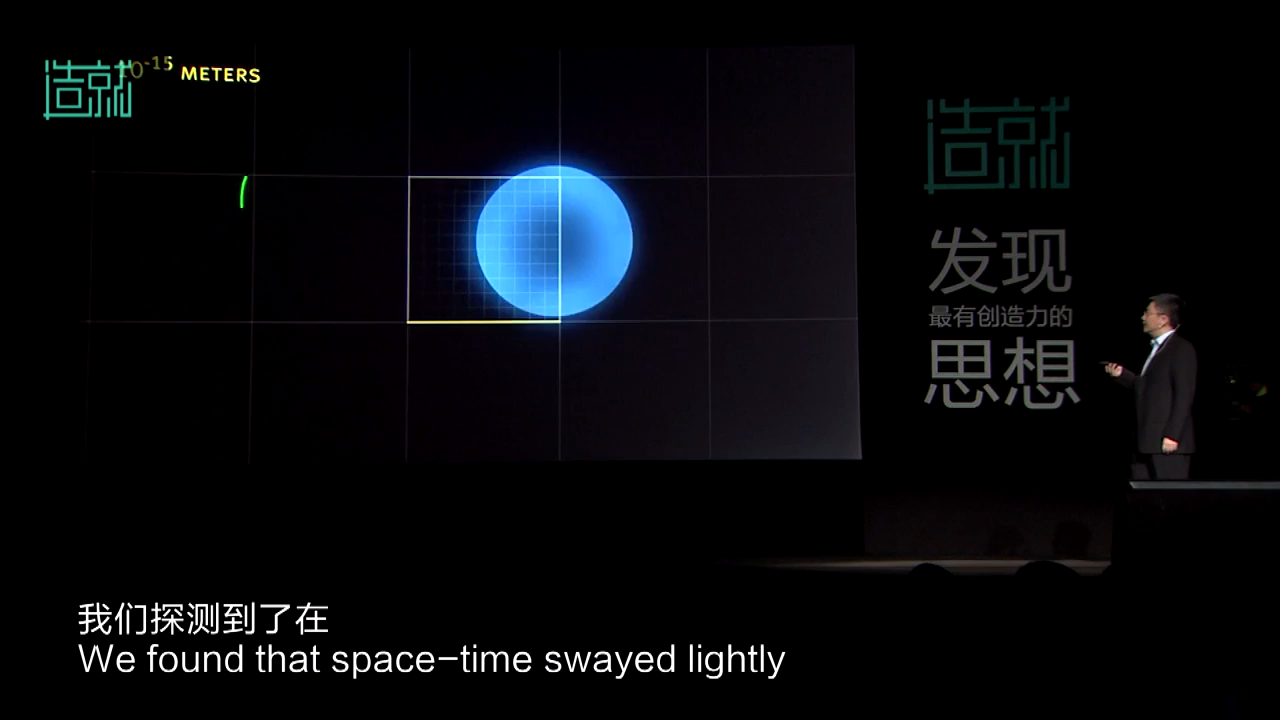 造就
10-15 METERS
造就
发现
最有创造力的
思想
我们探测到了在
We found that space-time swayed lightly